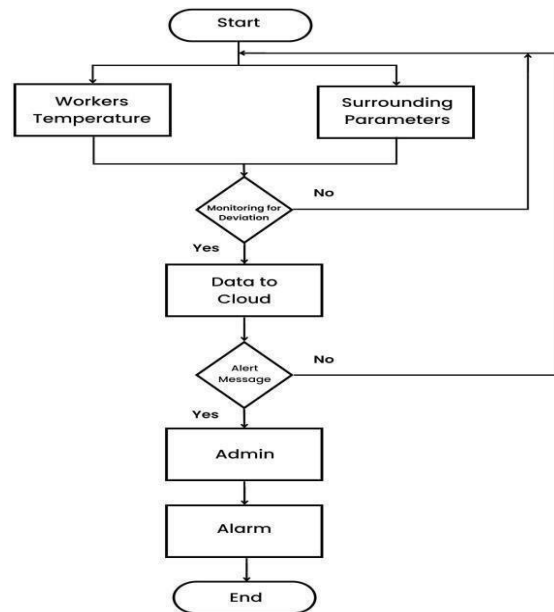 Start
Workers
Temperature
Surrounding
Parameters
Monitoring for
Deviation
No
Yes
Data to
Cloud
Alert
Message
No
Yes
Admin
Alarm
End